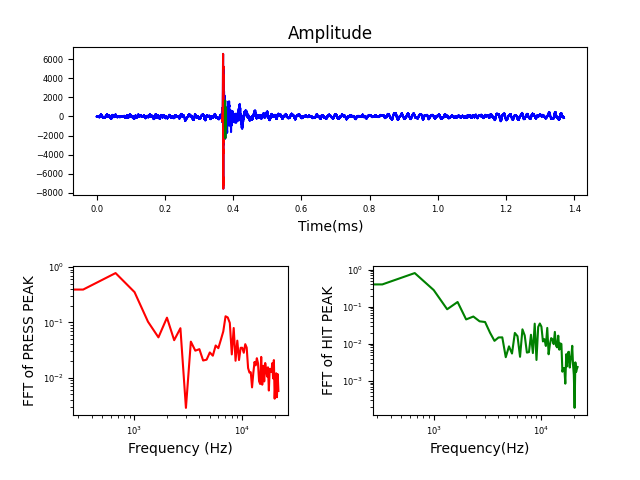 Amplitude
6000
4000
2000
0
−2000
−4000
−6000
−8000
0.0 0.2 0.4 0.6 0.8 1.0 1.2 1.4
Time(ms)
FFT of PRESS PEAK
10⁰
10⁻¹
10⁻²
10³ 10⁴
Frequency (Hz)
FFT of HIT PEAK
10⁰
10⁻¹
10⁻²
10⁻³
10³ 10⁴
Frequency(Hz)